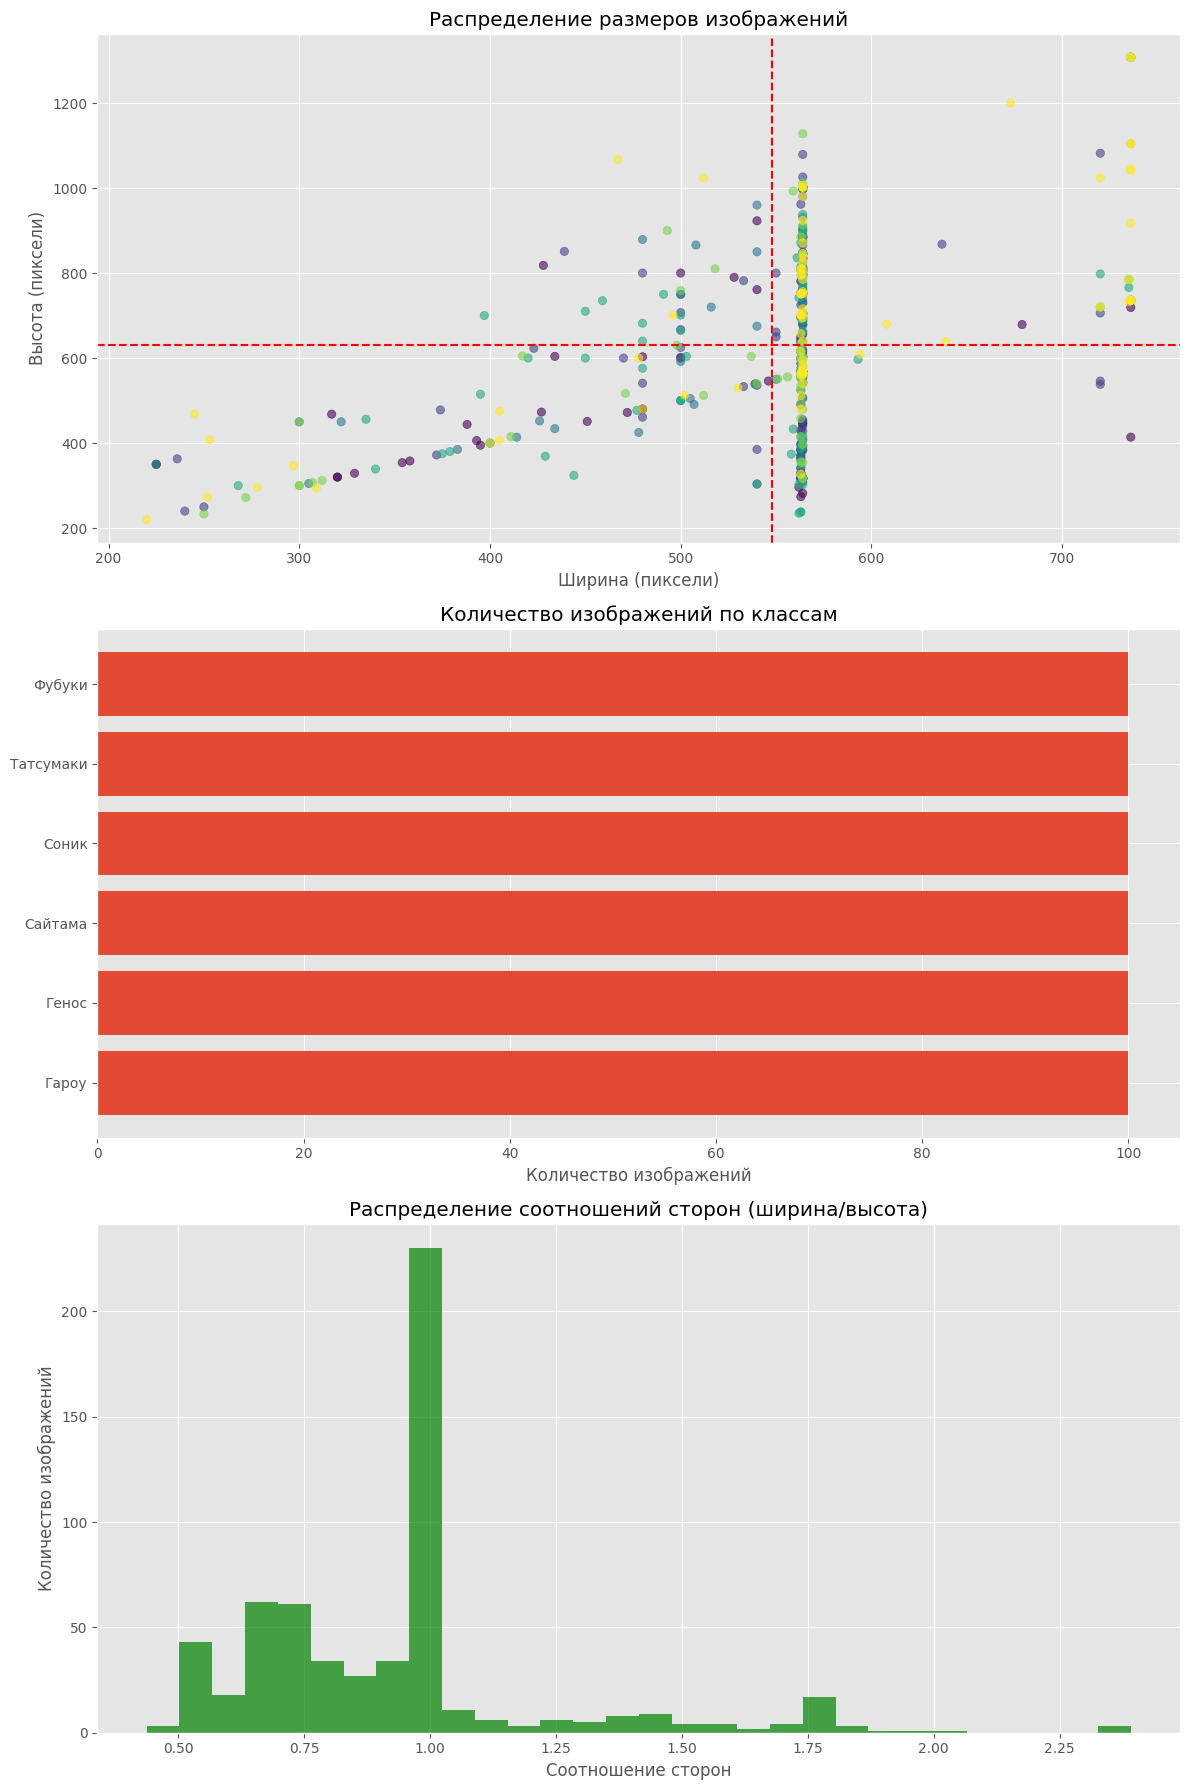 Распределение размеров изображений
Высота (пиксели)
1200
1000
800
600
400
200
200 300 400 500 600 700
Ширина (пиксели)
Количество изображений по классам
Фубуки
Татсумаки
Соник
Сайтама
Генос
Гароу
0 20 40 60 80 100
Количество изображений
Распределение соотношений сторон (ширина/высота)
Количество изображений
200
150
100
50
0
0.50 0.75 1.00 1.25 1.50 1.75 2.00 2.25
Соотношение сторон